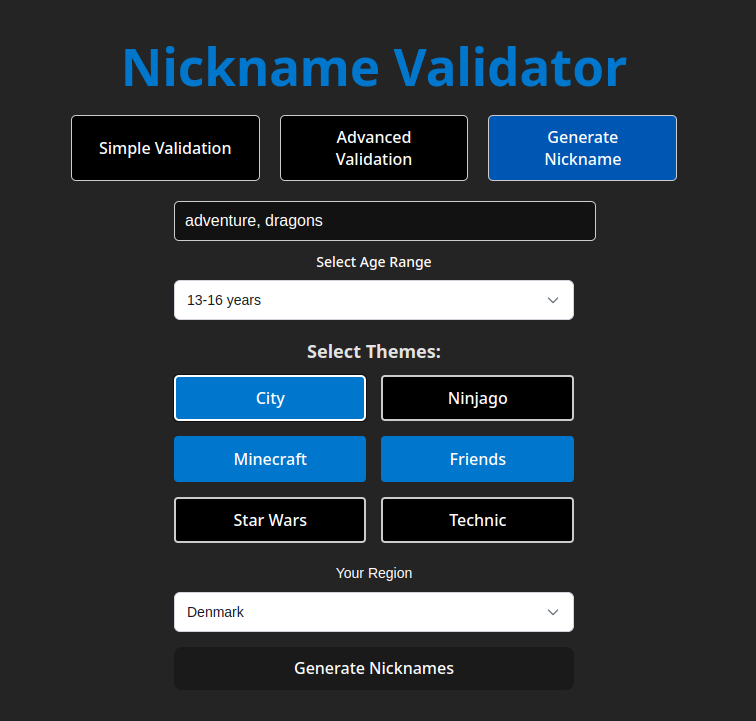 Nickname Validator
Simple Validation
Advanced
Validation
Generate
Nickname
adventure, dragons
Select Age Range
13-16 years
Select Themes:
City
Ninjago
Minecraft
Friends
Star Wars
Technic
Your Region
Denmark
Generate Nicknames